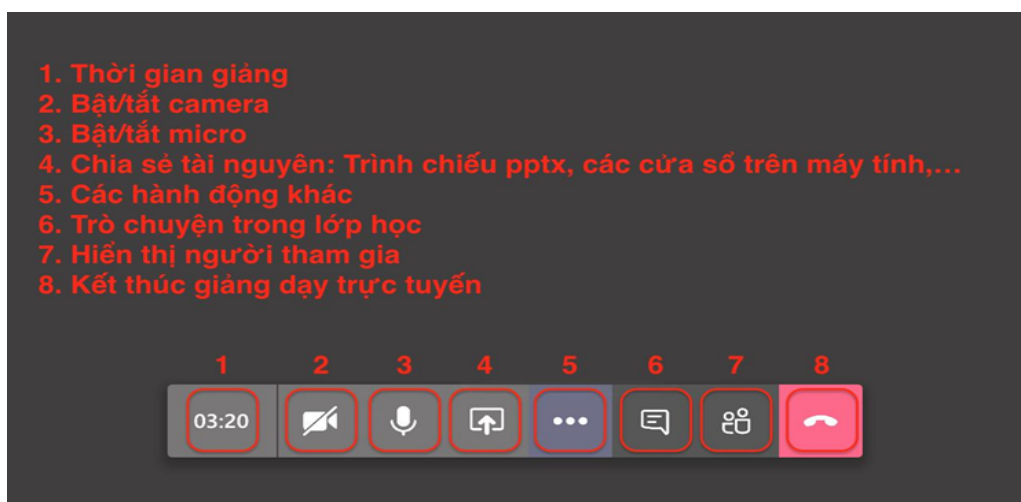 1. Thời gian giảng
2. Bật/tắt camera
3. Bật/tắt micro
4. Chia sẻ tài nguyên: Trình chiếu pptx, các cửa sổ trên máy tính,...
5. Các hành động khác
6. Trò chuyện trong lớp học
7. Hiển thị người tham gia
8. Kết thúc giảng dạy trực tuyến
1 2 3 4 5 6 7 8
03:20